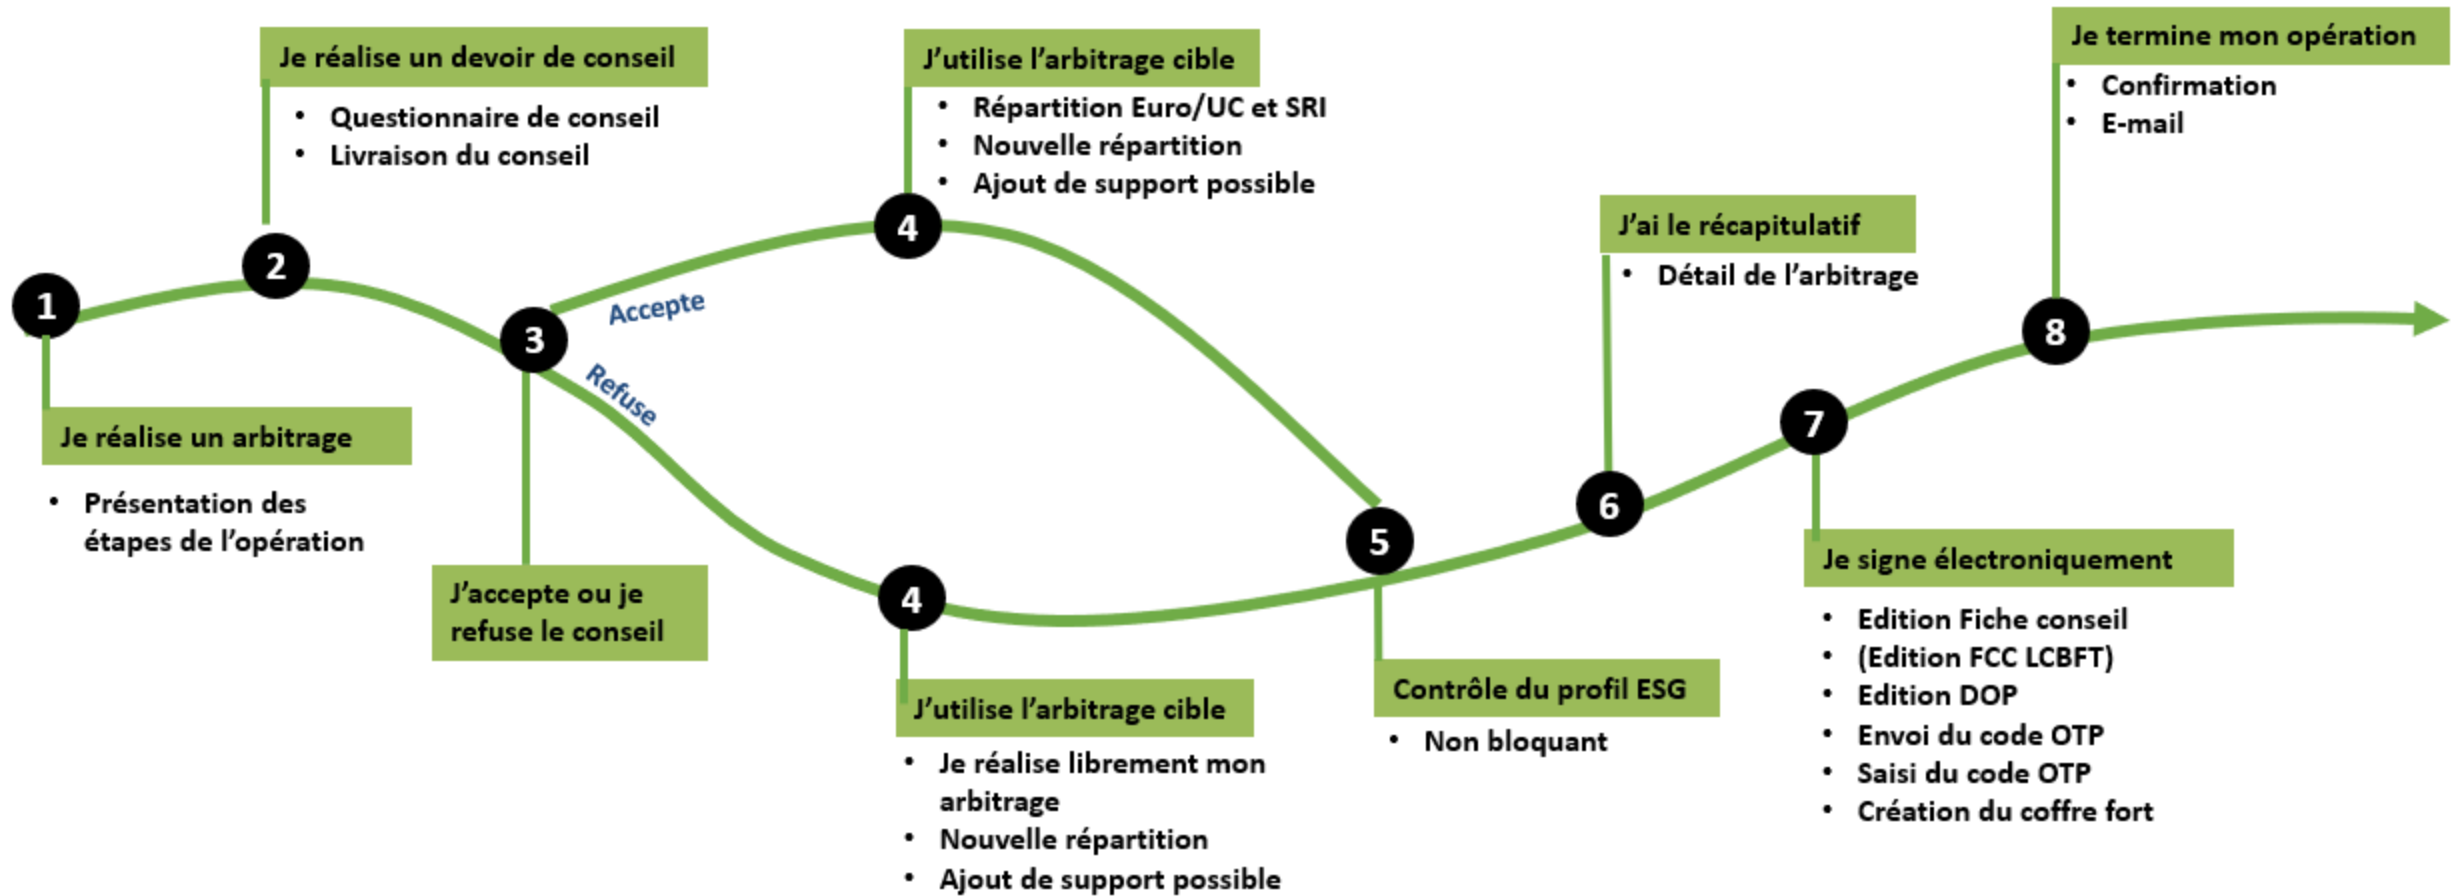 1
Je réalise un arbitrage
• Présentation des
étapes de l'opération
2
Je réalise un devoir de conseil
• Questionnaire de conseil
• Livraison du conseil
3
J'accepte ou je
refuse le conseil
Accepte
Refuse
4
J'utilise l'arbitrage cible
• Répartition Euro/UC et SRI
• Nouvelle répartition
• Ajout de support possible
4
J'utilise l'arbitrage cible
• Je réalise librement mon
arbitrage
• Nouvelle répartition
• Ajout de support possible
5
Contrôle du profil ESG
• Non bloquant
6
J'ai le récapitulatif
• Détail de l'arbitrage
7
Je signe électroniquement
• Edition Fiche conseil
• (Edition FCC LCBFT)
• Edition DOP
• Envoi du code OTP
• Saisi du code OTP
• Création du coffre fort
8
Je termine mon opération
• Confirmation
• E-mail